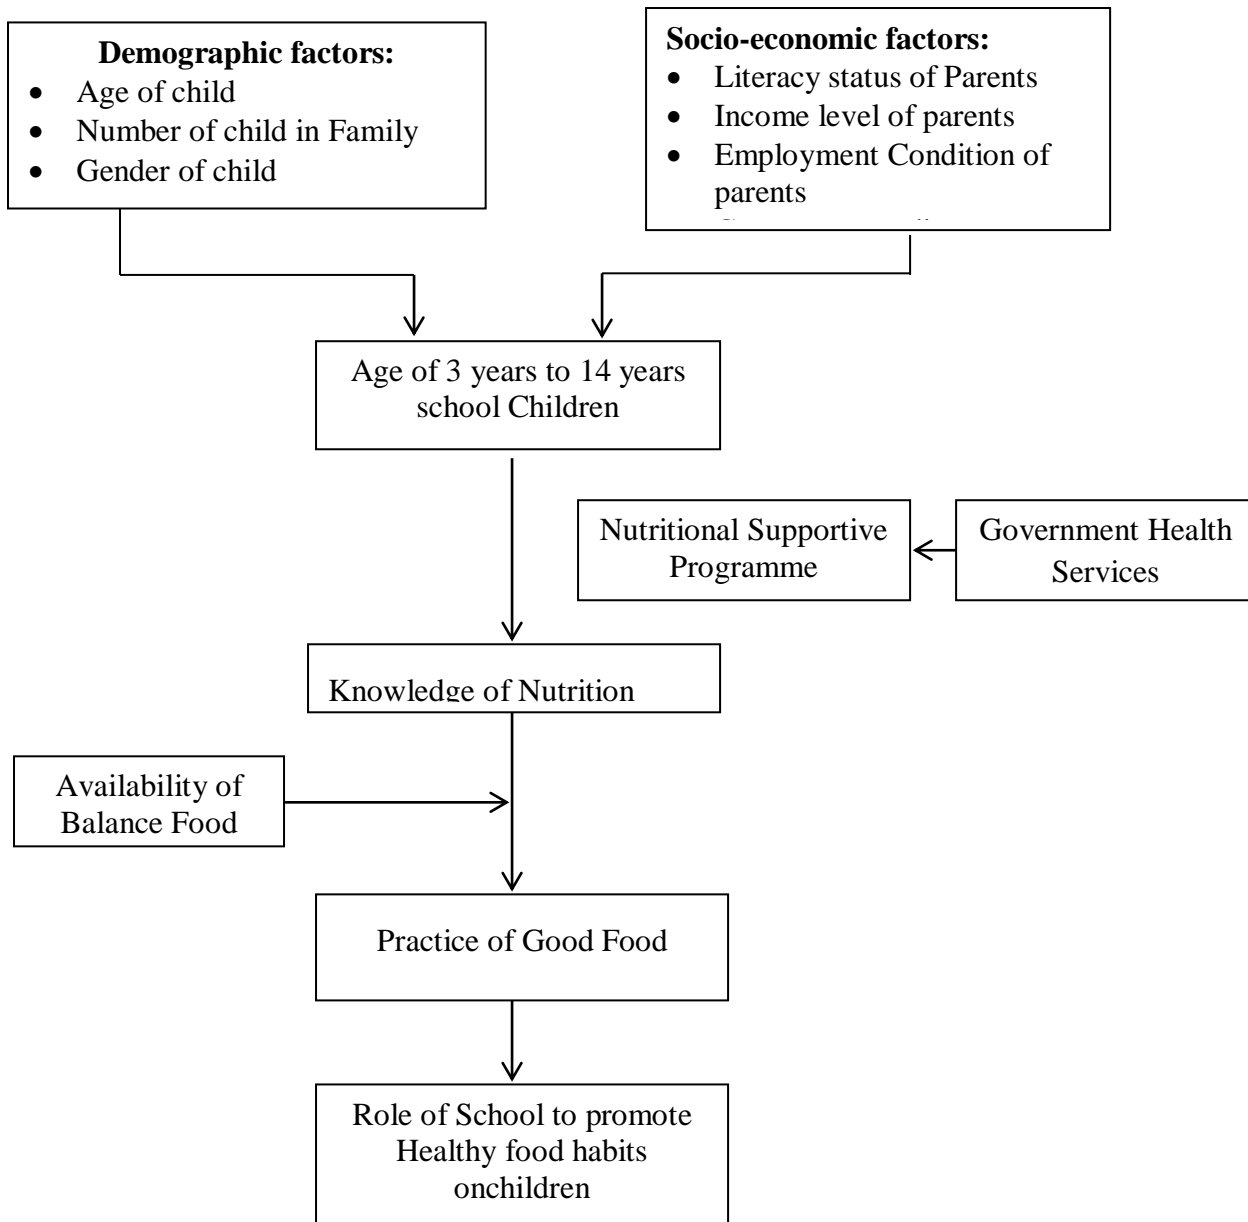 Demographic factors:
• Age of child
• Number of child in Family
• Gender of child
Socio-economic factors:
• Literacy status of Parents
• Income level of parents
• Employment Condition of
parents
Age of 3 years to 14 years
school Children
Nutritional Supportive
Programme
Government Health
Services
Knowledge of Nutrition
Availability of
Balance Food
Practice of Good Food
Role of School to promote
Healthy food habits
onchildren